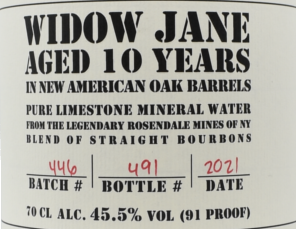 WIDOW JANE
AGED 10 YEARS
IN NEW AMERICAN OAK BARRELS
PURE LIMESTONE MINERAL WATER
FROM THE LEGENDARY ROSENDALE MINES OF NY
BLEND OF STRAIGHT BOURBONS
446 491 2021
BATCH # BOTTLE # DATE
70 CL ALC. 45.5% VOL (91 PROOF)